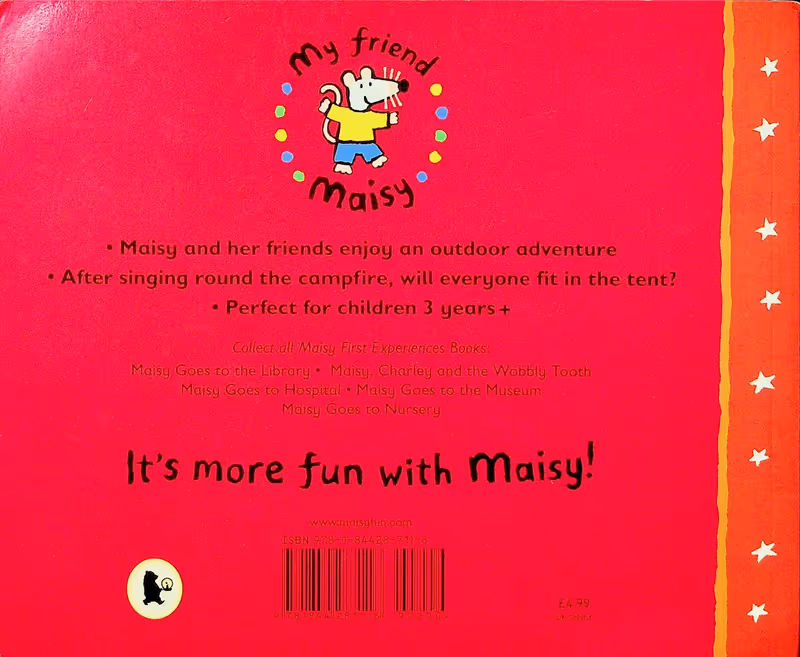 My friend
Maisy
• Maisy and her friends enjoy an outdoor adventure
• After singing round the campfire, will everyone fit in the tent?
• Perfect for children 3 years+
Collect all Maisy First Experiences Books:
Maisy Goes to the Library • Maisy, Charley and the Wobbly Tooth
Maisy Goes to Hospital • Maisy Goes to the Museum
Maisy Goes to Nursery
It's more fun with Maisy!
www.maisyfun.com
ISBN
£4.99